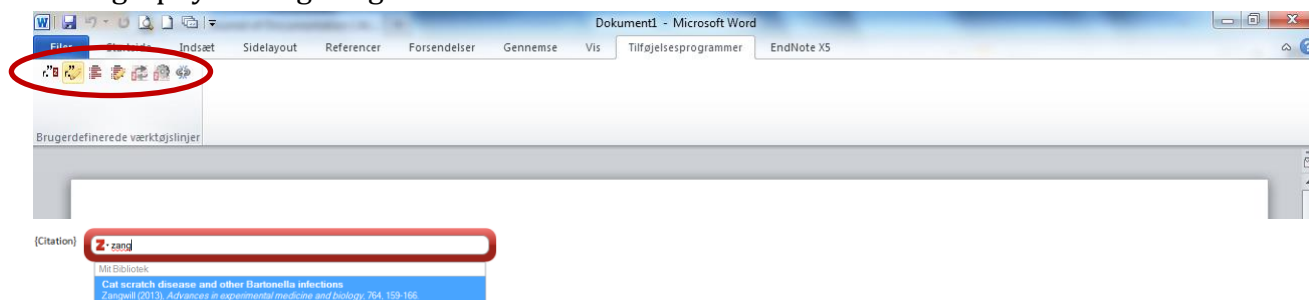 Dokument1 - Microsoft Word
Filer Startside Indsæt Sidelayout Referencer Forsendelser Gennemse Vis Tilføjelsesprogrammer EndNote X5
Brugerdefinerede værktøjslinjer
{Citation} Z zang
Mit Bibliotek
Cat scratch disease and other Bartonella infections
Zangwill (2013), Advances in experimental medicine and biology, 764, 159-166.